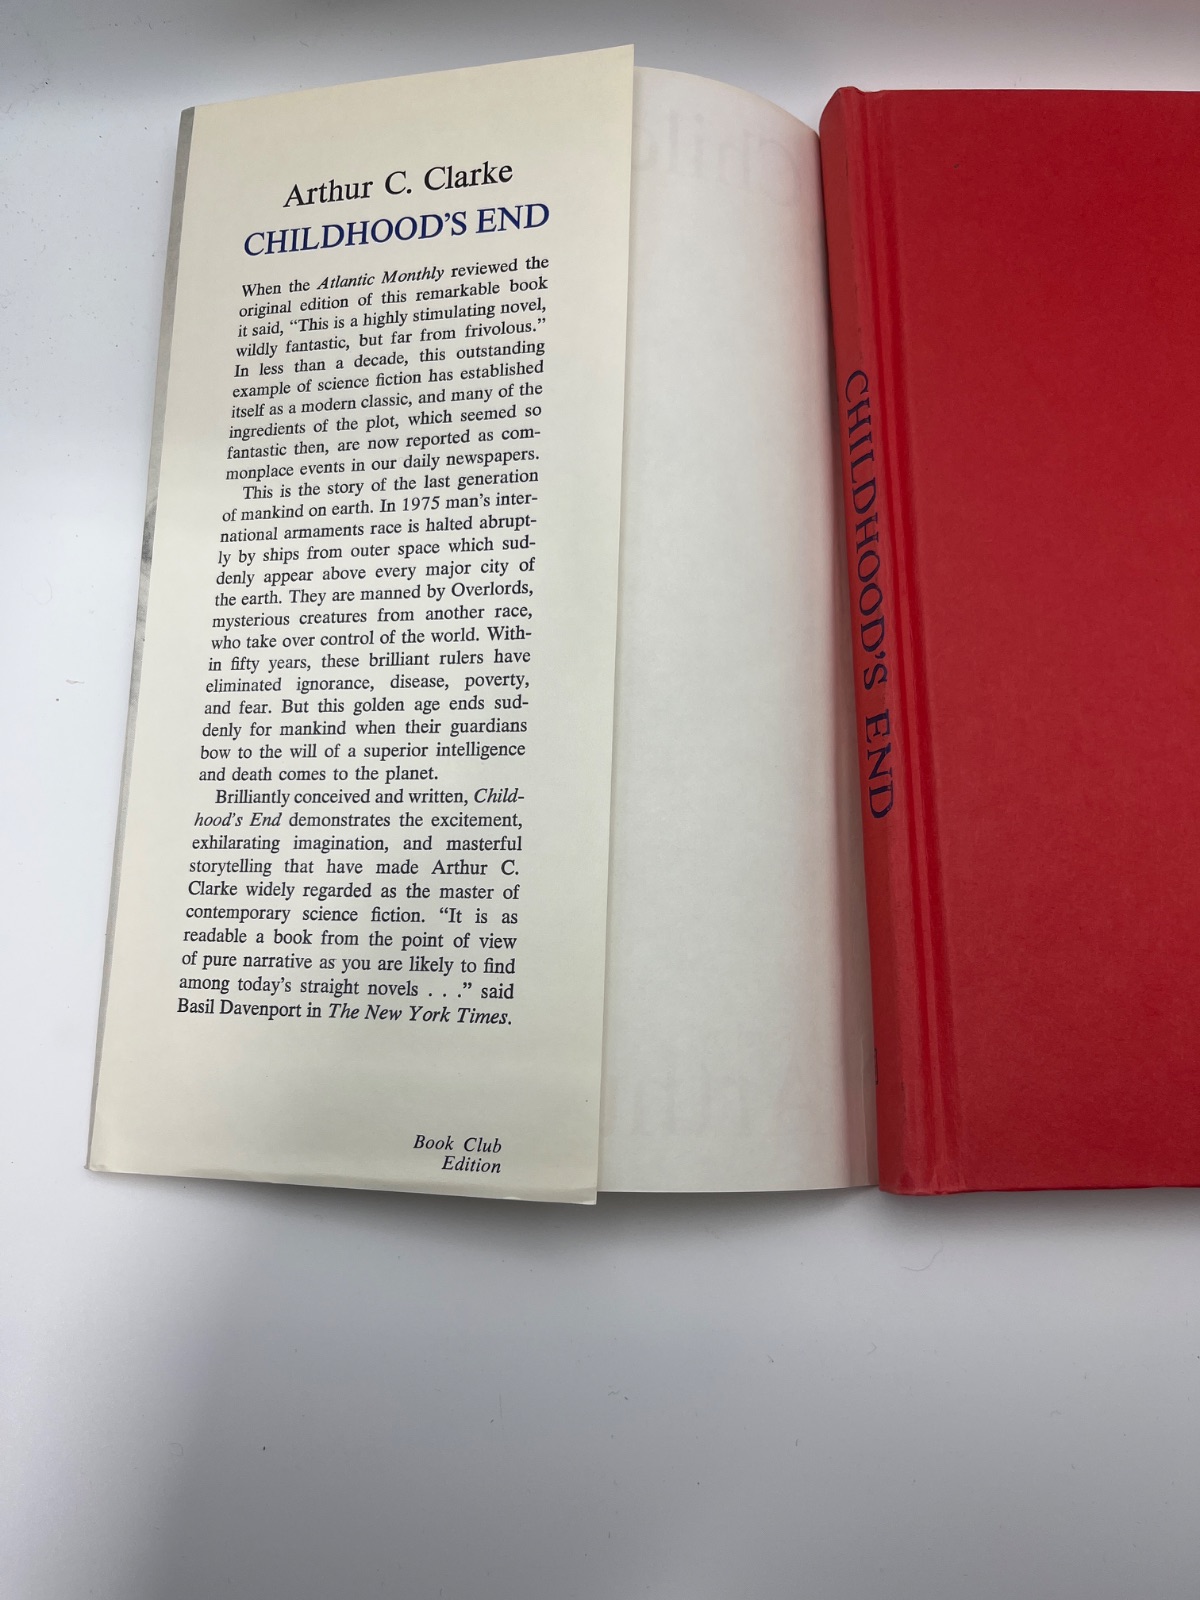 Arthur C. Clarke
CHILDHOOD'S END
When the Atlantic Monthly reviewed the
original edition of this remarkable book
it said, “This is a highly stimulating novel,
wildly fantastic, but far from frivolous.”
In less than a decade, this outstanding
example of science fiction has established
itself as a modern classic, and many of the
ingredients of the plot, which seemed so
fantastic then, are now reported as com-
monplace events in our daily newspapers.
This is the story of the last generation
of mankind on earth. In 1975 man's inter-
national armaments race is halted abrupt-
ly by ships from outer space which sud-
denly appear above every major city of
the earth. They are manned by Overlords,
mysterious creatures from another race,
who take over control of the world. With-
in fifty years, these brilliant rulers have
eliminated ignorance, disease, poverty,
and fear. But this golden age ends sud-
denly for mankind when their guardians
bow to the will of a superior intelligence
and death comes to the planet.
Brilliantly conceived and written, Child-
hood's End demonstrates the excitement,
exhilarating imagination, and masterful
storytelling that have made Arthur C.
Clarke widely regarded as the master of
contemporary science fiction. “It is as
readable a book from the point of view
of pure narrative as you are likely to find
among today's straight novels . . .” said
Basil Davenport in The New York Times.
Book Club
Edition
CHILDHOOD'S END